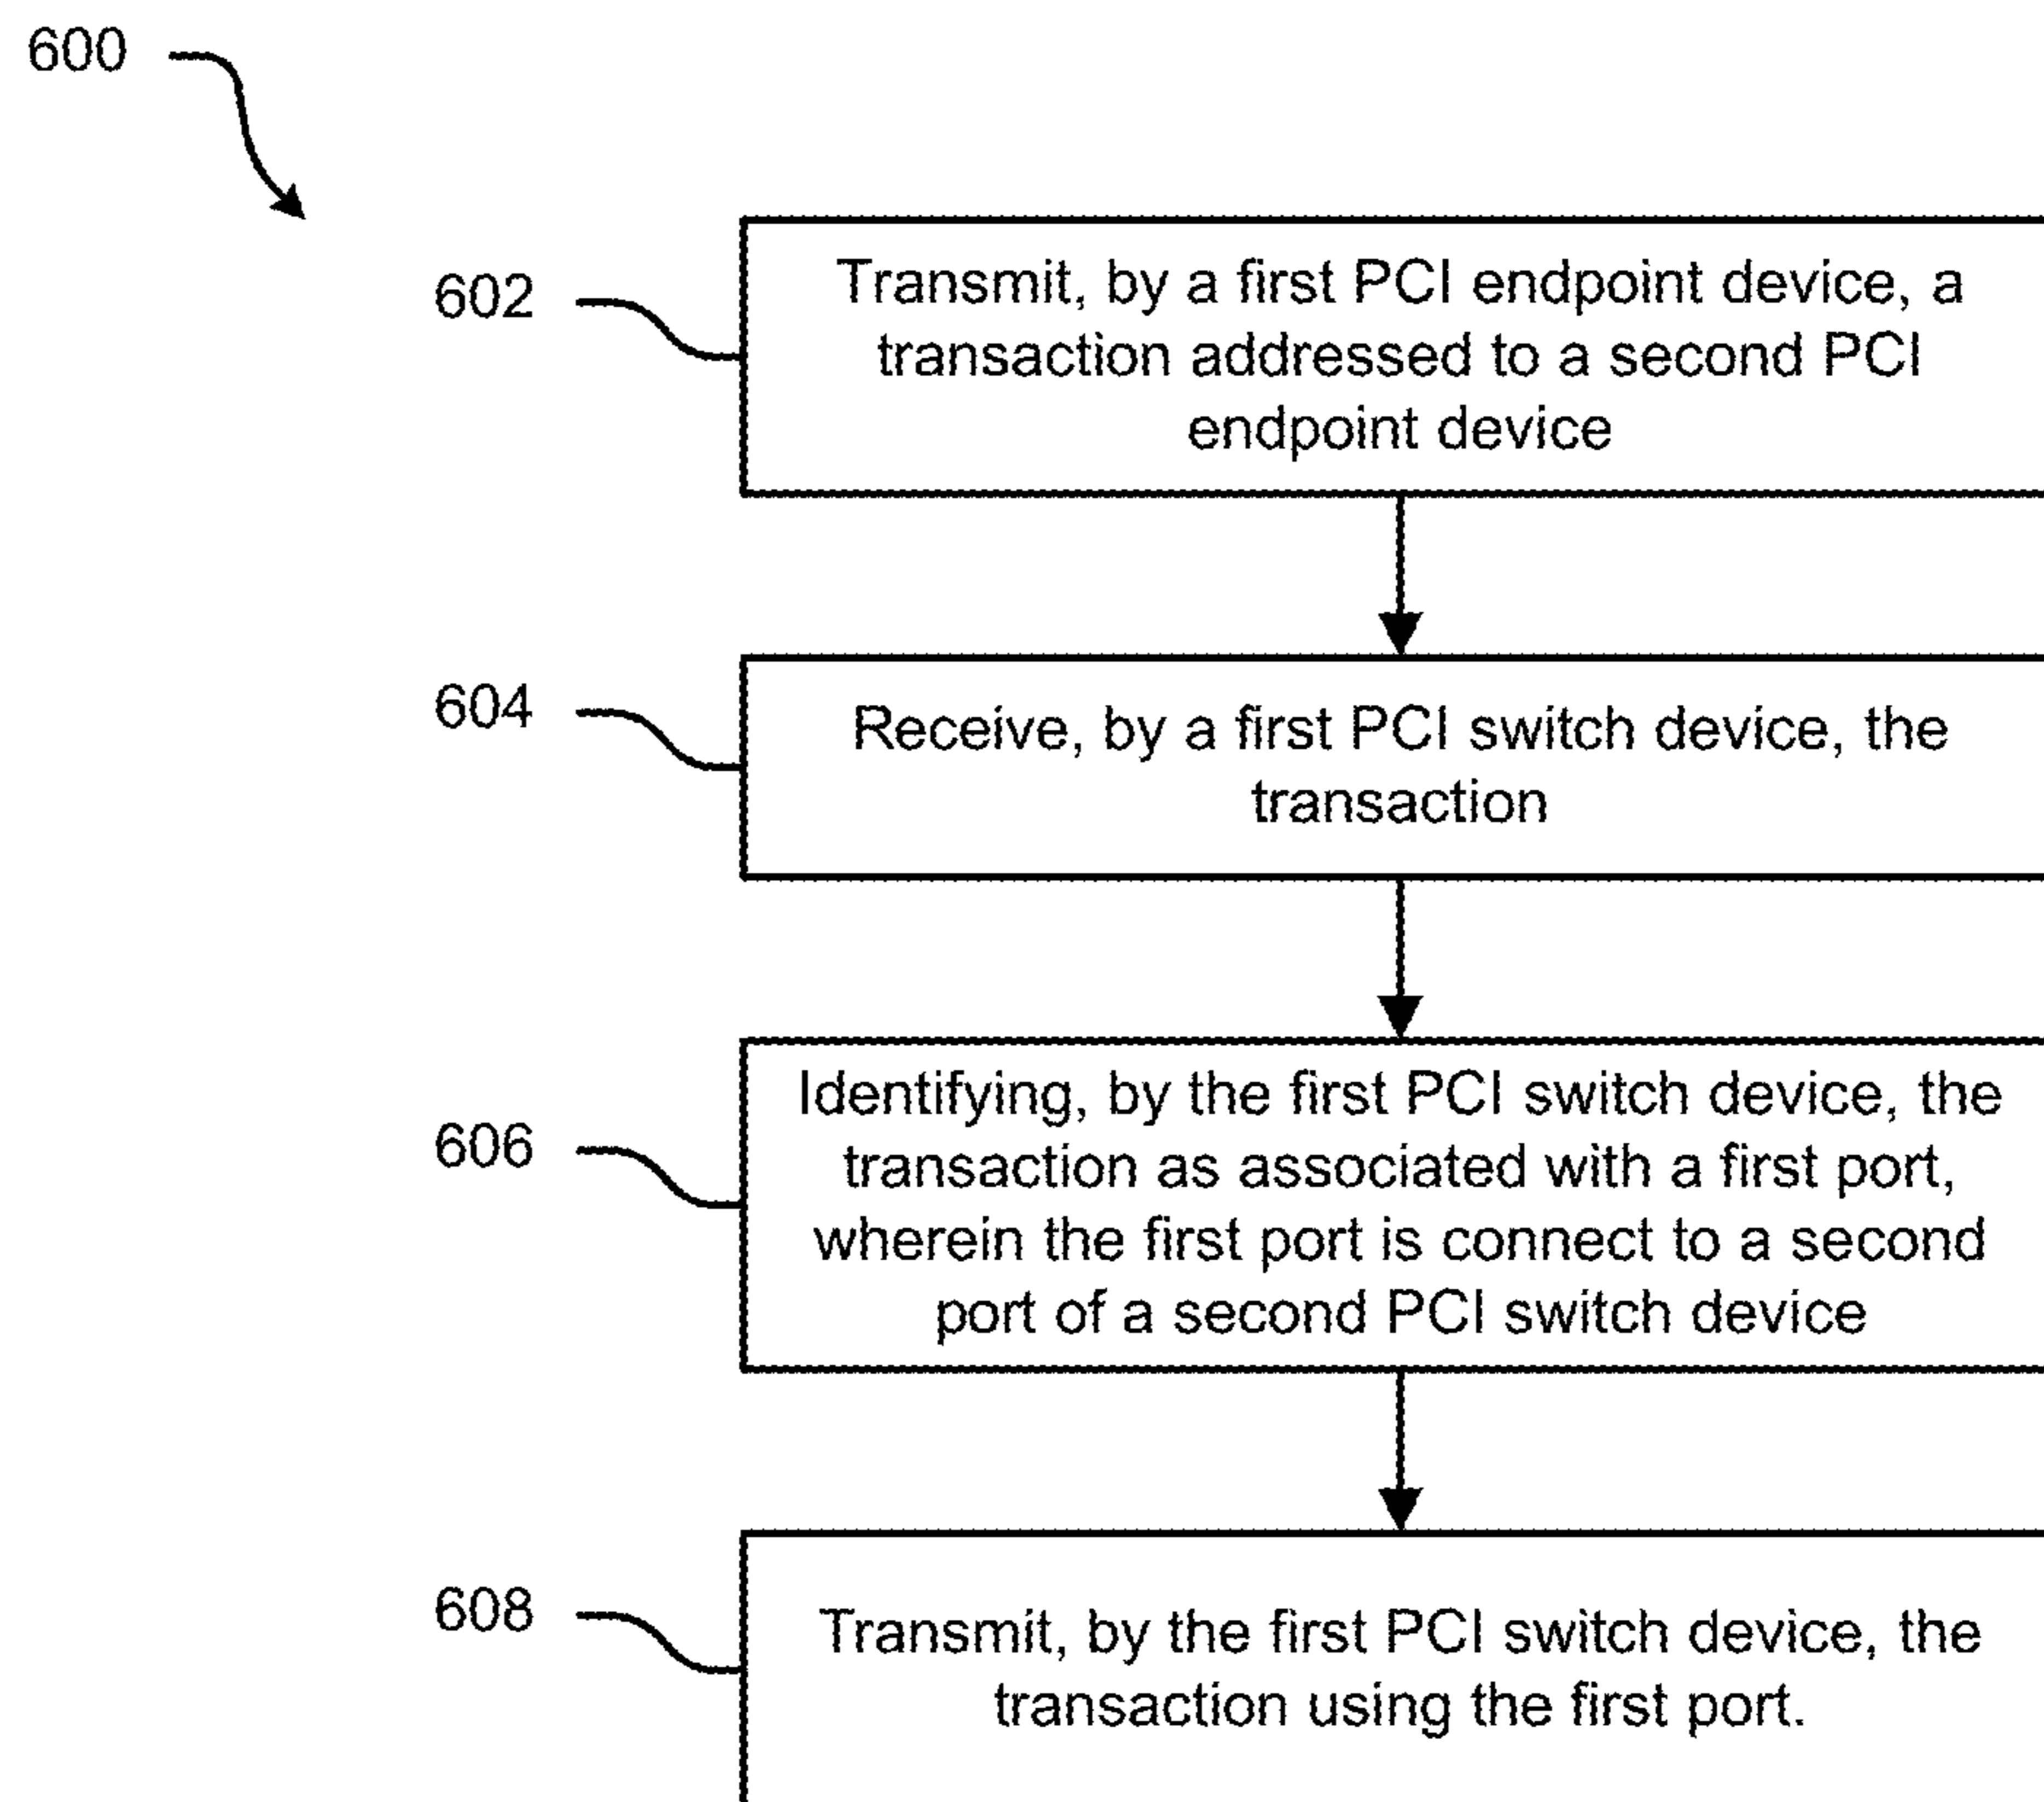 600
602
Transmit, by a first PCI endpoint device, a
transaction addressed to a second PCI
endpoint device
604
Receive, by a first PCI switch device, the
transaction
606
Identifying, by the first PCI switch device, the
transaction as associated with a first port,
wherein the first port is connect to a second
port of a second PCI switch device
608
Transmit, by the first PCI switch device, the
transaction using the first port.